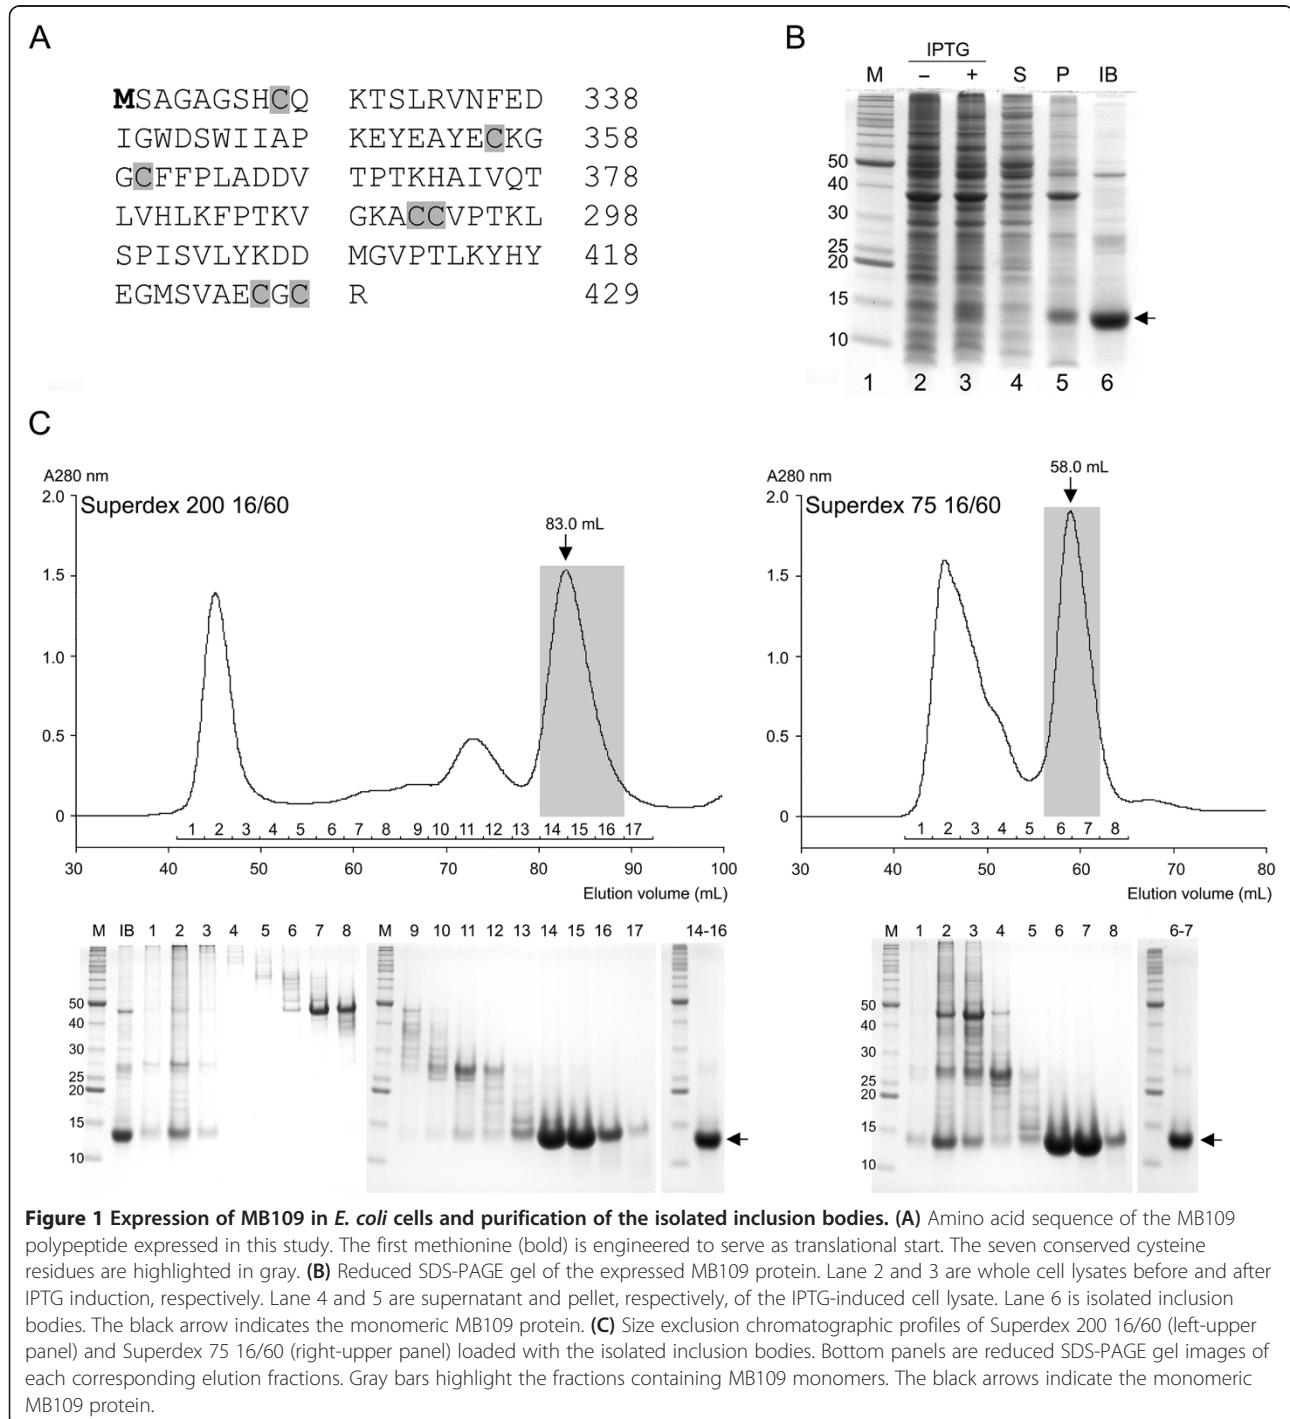 A
MSAGAGSHCQ KTSLRVNFED 338
IGWDSWIIAP KEYEAYECKG 358
GCFFPLADDV TPTKHAIVQT 378
LVHLKFPTKV GKACCVPTKL 298
SPISVLYKDD MGVPTLKYHY 418
EGMSVAECGC R 429
B
IPTG
M – + S P IB
50
40
30
25
20
15
10
1 2 3 4 5 6
C
A280 nm
Superdex 200 16/60
83.0 mL
2.0
1.5
1.0
0.5
0
1 2 3 4 5 6 7 8 9 10 11 12 13 14 15 16 17
30 40 50 60 70 80 90 100
Elution volume (mL)
A280 nm
Superdex 75 16/60
58.0 mL
2.0
1.5
1.0
0.5
0
1 2 3 4 5 6 7 8
30 40 50 60 70 80
Elution volume (mL)
M IB 1 2 3 4 5 6 7 8 M 9 10 11 12 13 14 15 16 17 14-16
50
40
30
25
20
15
10
M 1 2 3 4 5 6 7 8 6-7
50
40
30
25
20
15
10
Figure 1 Expression of MB109 in E. coli cells and purification of the isolated inclusion bodies. (A) Amino acid sequence of the MB109
polypeptide expressed in this study. The first methionine (bold) is engineered to serve as translational start. The seven conserved cysteine
residues are highlighted in gray. (B) Reduced SDS-PAGE gel of the expressed MB109 protein. Lane 2 and 3 are whole cell lysates before and after
IPTG induction, respectively. Lane 4 and 5 are supernatant and pellet, respectively, of the IPTG-induced cell lysate. Lane 6 is isolated inclusion
bodies. The black arrow indicates the monomeric MB109 protein. (C) Size exclusion chromatographic profiles of Superdex 200 16/60 (left-upper
panel) and Superdex 75 16/60 (right-upper panel) loaded with the isolated inclusion bodies. Bottom panels are reduced SDS-PAGE gel images of
each corresponding elution fractions. Gray bars highlight the fractions containing MB109 monomers. The black arrows indicate the monomeric
MB109 protein.